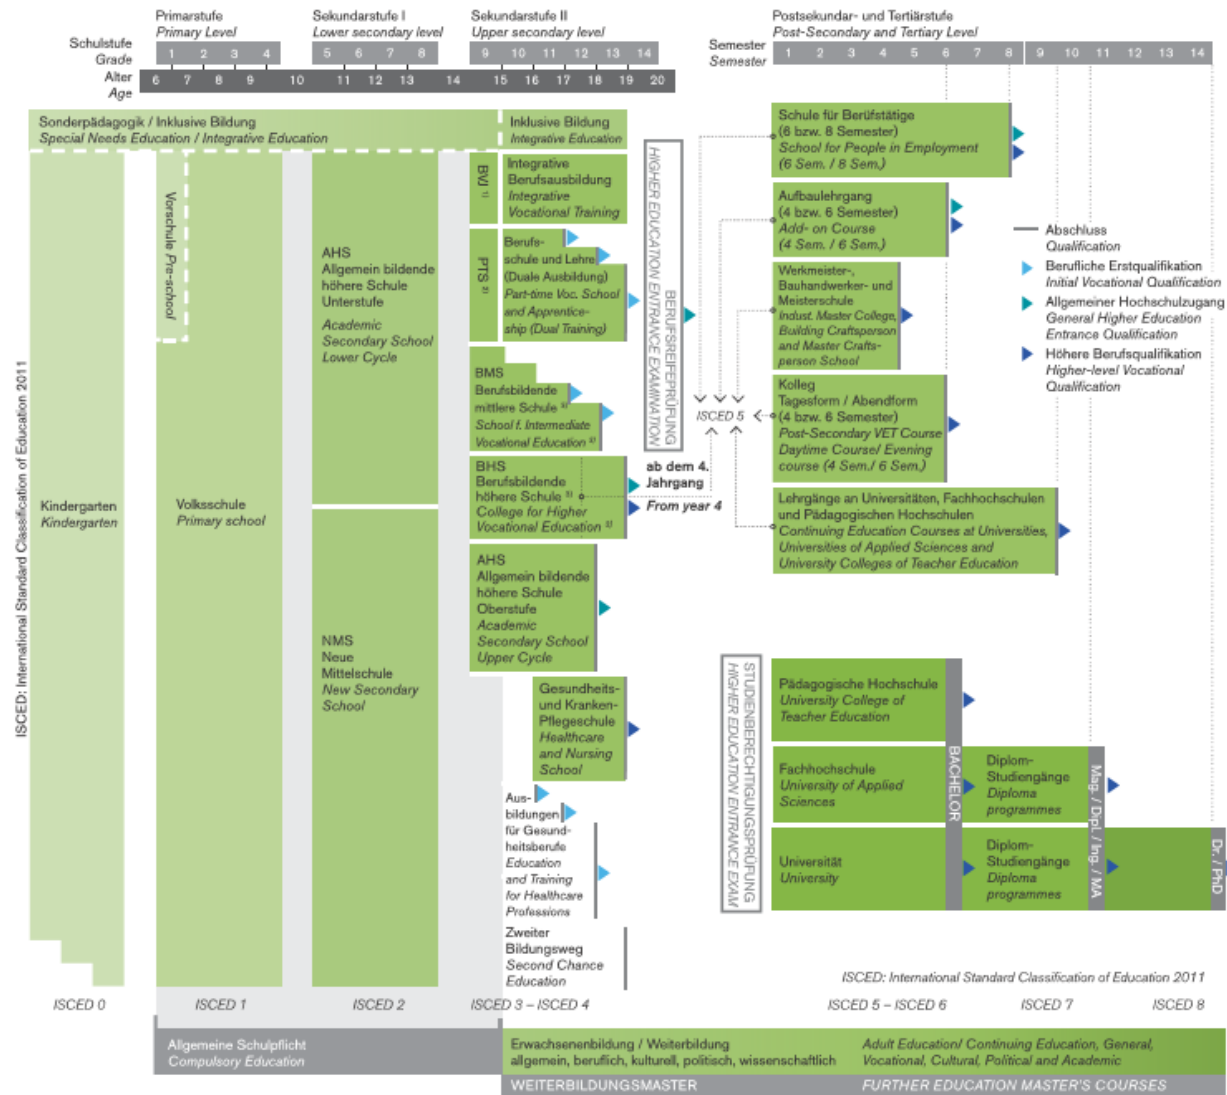 Primarstufe
Primary Level
Sekundarstufe I
Lower secondary level
Sekundarstufe II
Upper secondary level
Postsekundar- und Tertiärstufe
Post-Secondary and Tertiary Level
Schulstufe
Grade
1 2 3 4 5 6 7 8 9 10 11 12 13 14
Semester
Semester
1 2 3 4 5 6 7 8 9 10 11 12 13 14
Alter
Age
6 7 8 9 10 11 12 13 14 15 16 17 18 19 20
Sonderpädagogik / Inklusive Bildung
Special Needs Education / Integrative Education
Inklusive Bildung
Integrative Education
ISCED: International Standard Classification of Education 2011
Kindergarten
Kindergarten
Vorschule Pre-school
Volksschule
Primary school
AHS
Allgemein bildende
höhere Schule
Unterstufe
Academic
Secondary School
Lower Cycle
NMS
Neue
Mittelschule
New Secondary
School
BVJ 1)
Integrative
Berufsausbildung
Integrative
Vocational Training
PTS 2)
Berufs-
schule und Lehre
(Duale Ausbildung)
Part-time Voc. School
and Apprentice-
ship (Dual Training)
BMS
Berufsbildende
mittlere Schule 3)
School f. Intermediate
Vocational Education 3)
BHS
Berufsbildende
höhere Schule 3)
College for Higher
Vocational Education 3)
AHS
Allgemein bildende
höhere Schule
Oberstufe
Academic
Secondary School
Upper Cycle
Gesundheits-
und Kranken-
Pflegeschule
Healthcare
and Nursing
School
Aus-
bildungen
für Gesund-
heitsberufe
Education
and Training
for Healthcare
Professions
Zweiter
Bildungsweg
Second Chance
Education
BERUFSREIFEPRÜFUNG
HIGHER EDUCATION ENTRANCE EXAMINATION
ab dem 4.
Jahrgang
From year 4
ISCED 5
Schule für Berüfstätige
(6 bzw. 8 Semester)
School for People in Employment
(6 Sem. / 8 Sem.)
Aufbaulehrgang
(4 bzw. 6 Semester)
Add- on Course
(4 Sem. / 6 Sem.)
Werkmeister-,
Bauhandwerker- und
Meisterschule
Indust. Master College,
Building Craftsperson
and Master Crafts-
person School
Kolleg
Tagesform / Abendform
(4 bzw. 6 Semester)
Post-Secondary VET Course
Daytime Course/ Evening
course (4 Sem./ 6 Sem.)
Lehrgänge an Universitäten, Fachhochschulen
und Pädagogischen Hochschulen
Continuing Education Courses at Universities,
Universities of Applied Sciences and
University Colleges of Teacher Education
Abschluss
Qualification
Berufliche Erstqualifikation
Initial Vocational Qualification
Allgemeiner Hochschulzugang
General Higher Education
Entrance Qualification
Höhere Berufsqualifikation
Higher-level Vocational
Qualification
STUDIENBERECHTIGUNGSPRÜFUNG
HIGHER EDUCATION ENTRANCE EXAM
Pädagogische Hochschule
University College of
Teacher Education
Fachhochschule
University of Applied
Sciences
Universität
University
BACHELOR
Diplom-
Studiengänge
Diploma
programmes
Diplom-
Studiengänge
Diploma
programmes
Mag. / Dipl. / Ing. / MA
Dr. / PhD
ISCED: International Standard Classification of Education 2011
ISCED 0
ISCED 1
ISCED 2
ISCED 3 – ISCED 4
ISCED 5 – ISCED 6
ISCED 7
ISCED 8
Allgemeine Schulpflicht
Compulsory Education
Erwachsenenbildung / Weiterbildung
allgemein, beruflich, kulturell, politisch, wissenschaftlich
Adult Education/ Continuing Education, General,
Vocational, Cultural, Political and Academic
WEITERBILDUNGSMASTER
FURTHER EDUCATION MASTER'S COURSES